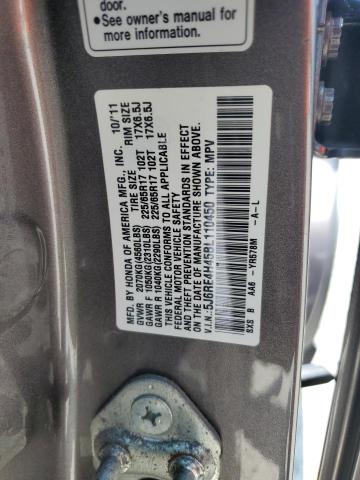 door.
•See owner's manual for
more information.
MFD. BY HONDA OF AMERICA MFG., INC. 10/'11
TIRE SIZE RIM SIZE
GVWR 2070KG(4560LBS)
GAWR F 1050KG(2310LBS) 225/65R17 102T 17X6.5J
GAWR R 1040KG(2290LBS) 225/65R17 102T 17X6.5J
THIS VEHICLE CONFORMS TO ALL APPLICABLE
FEDERAL MOTOR VEHICLE SAFETY
AND THEFT PREVENTION STANDARDS IN EFFECT
ON THE DATE OF MANUFACTURE SHOWN ABOVE.
V.I.N.:5J6RE4H45BL110450 TYPE: MPV
SXS B AA6 -YR578M -A-L